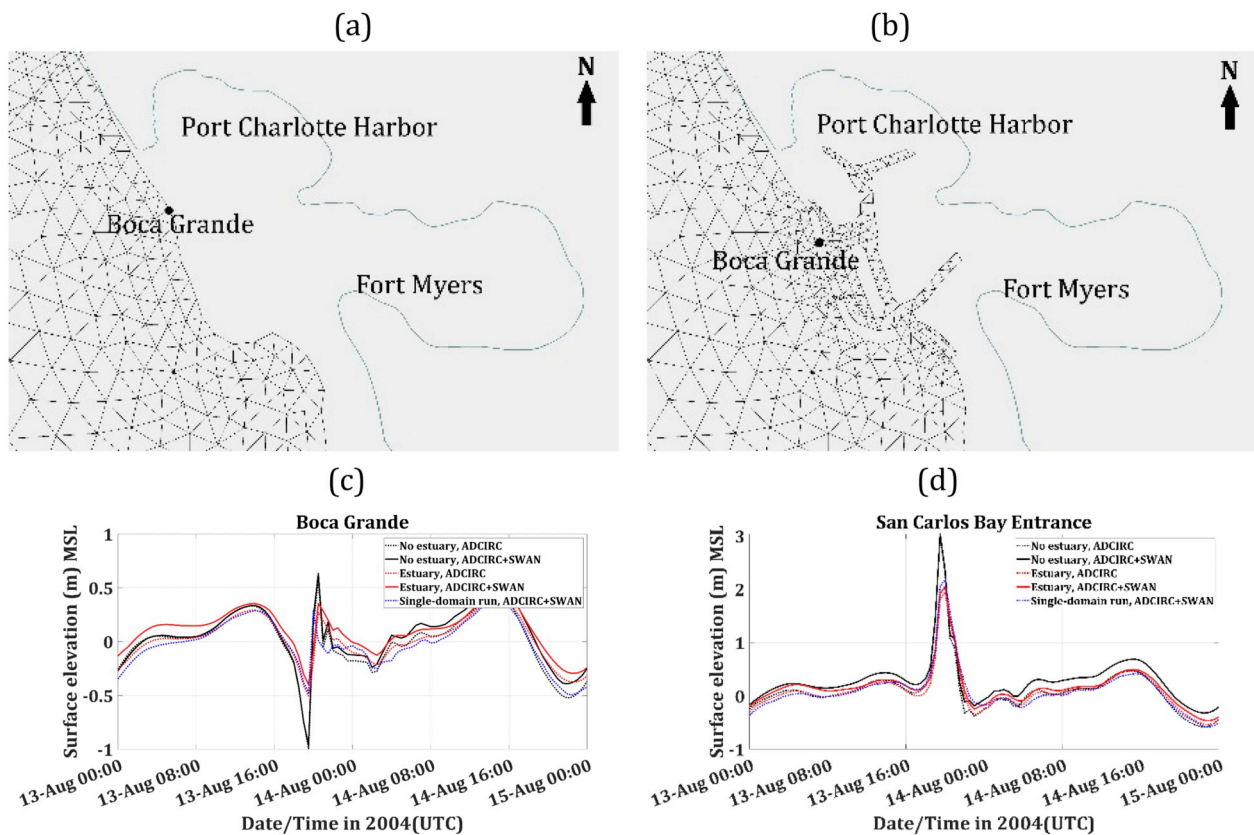 (a)
N
Port Charlotte Harbor
Boca Grande
Fort Myers
(b)
N
Port Charlotte Harbor
Boca Grande
Fort Myers
(c)
Boca Grande
Surface elevation (m) MSL
1
0.5
0
-0.5
-1
No estuary, ADCIRC
No estuary, ADCIRC+SWAN
Estuary, ADCIRC
Estuary, ADCIRC+SWAN
Single-domain run, ADCIRC+SWAN
13-Aug 00:00
13-Aug 08:00
13-Aug 16:00
14-Aug 00:00
14-Aug 08:00
14-Aug 16:00
15-Aug 00:00
Date/Time in 2004(UTC)
(d)
San Carlos Bay Entrance
Surface elevation (m) MSL
3
2
1
0
-1
No estuary, ADCIRC
No estuary, ADCIRC+SWAN
Estuary, ADCIRC
Estuary, ADCIRC+SWAN
Single-domain run, ADCIRC+SWAN
13-Aug 00:00
13-Aug 08:00
13-Aug 16:00
14-Aug 00:00
14-Aug 08:00
14-Aug 16:00
15-Aug 00:00
Date/Time in 2004(UTC)